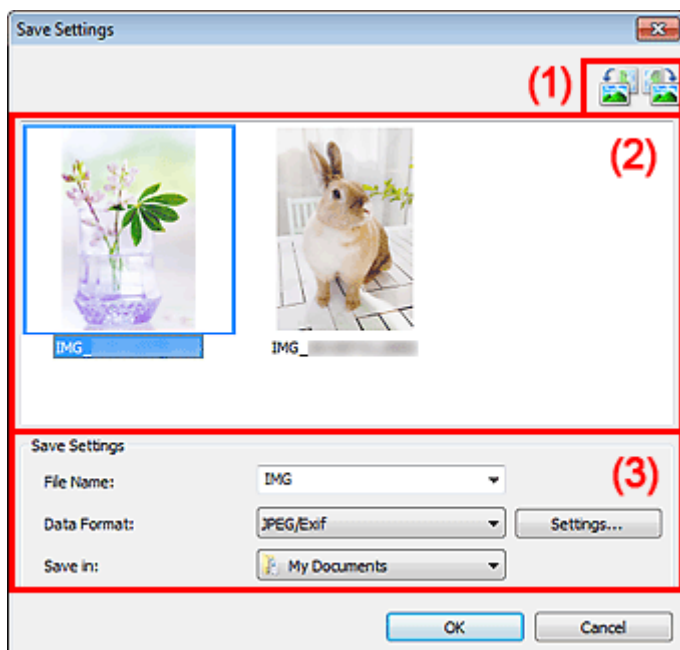 Save Settings
(1)
(2)
IMG_
IMG_
Save Settings
(3)
File Name:
IMG
Data Format:
JPEG/Exif
Settings...
Save in:
My Documents
OK
Cancel